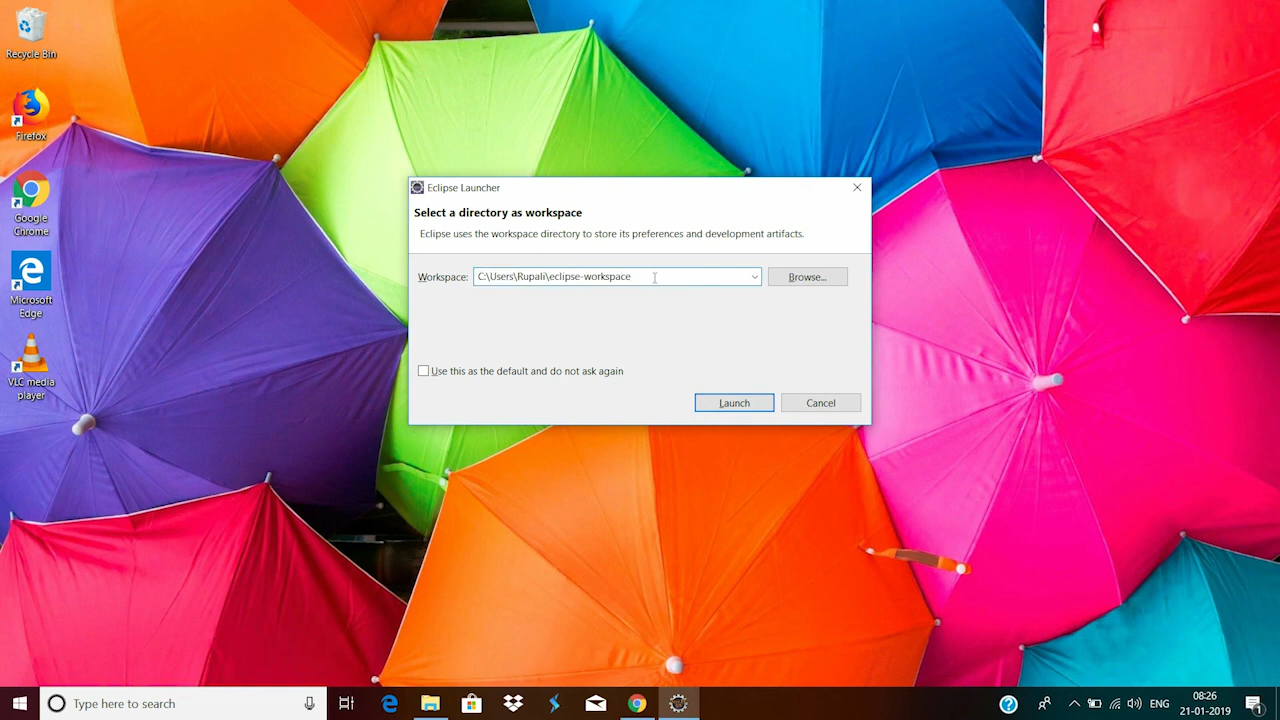 Recycle Bin
Firefox
Google
Chrome
Microsoft
Edge
VLC media
player
Eclipse Launcher
Select a directory as workspace
Eclipse uses the workspace directory to store its preferences and development artifacts.
Workspace: C:\Users\Rupali\eclipse-workspace Browse...
Use this as the default and do not ask again
Launch Cancel
Type here to search
ENG
08:26
21-01-2019
1